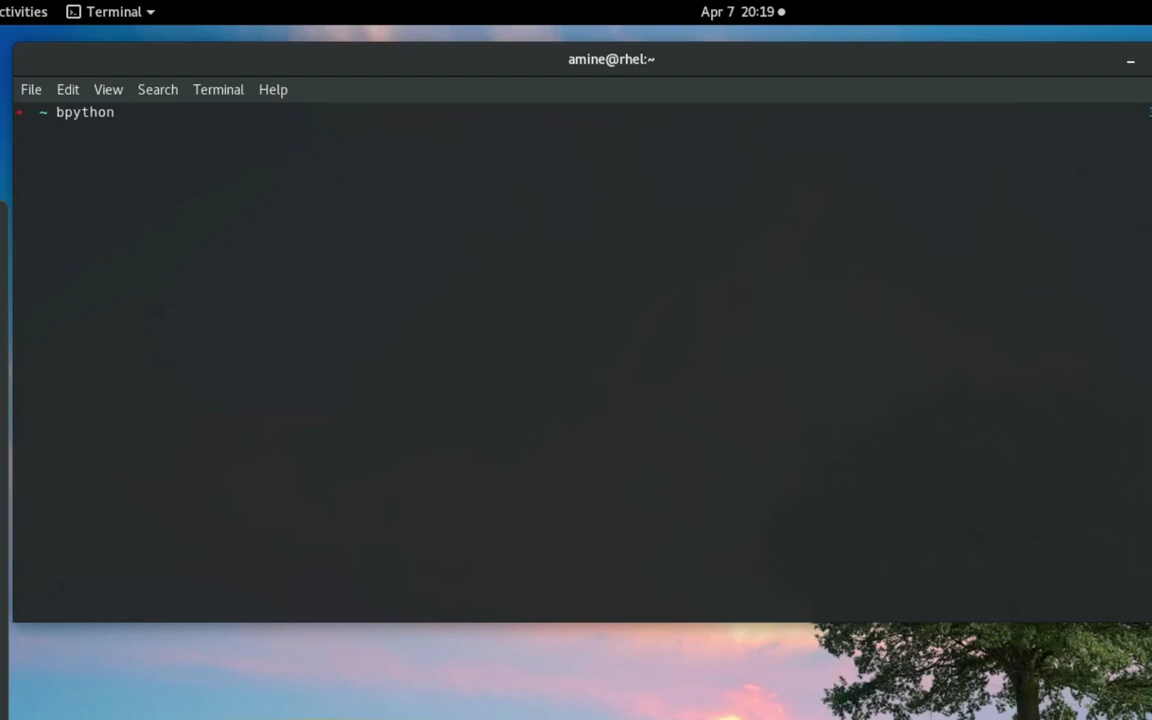 ctivities Terminal Apr 7 20:19
amine@rhel:~
File Edit View Search Terminal Help
➜ ~ bpython